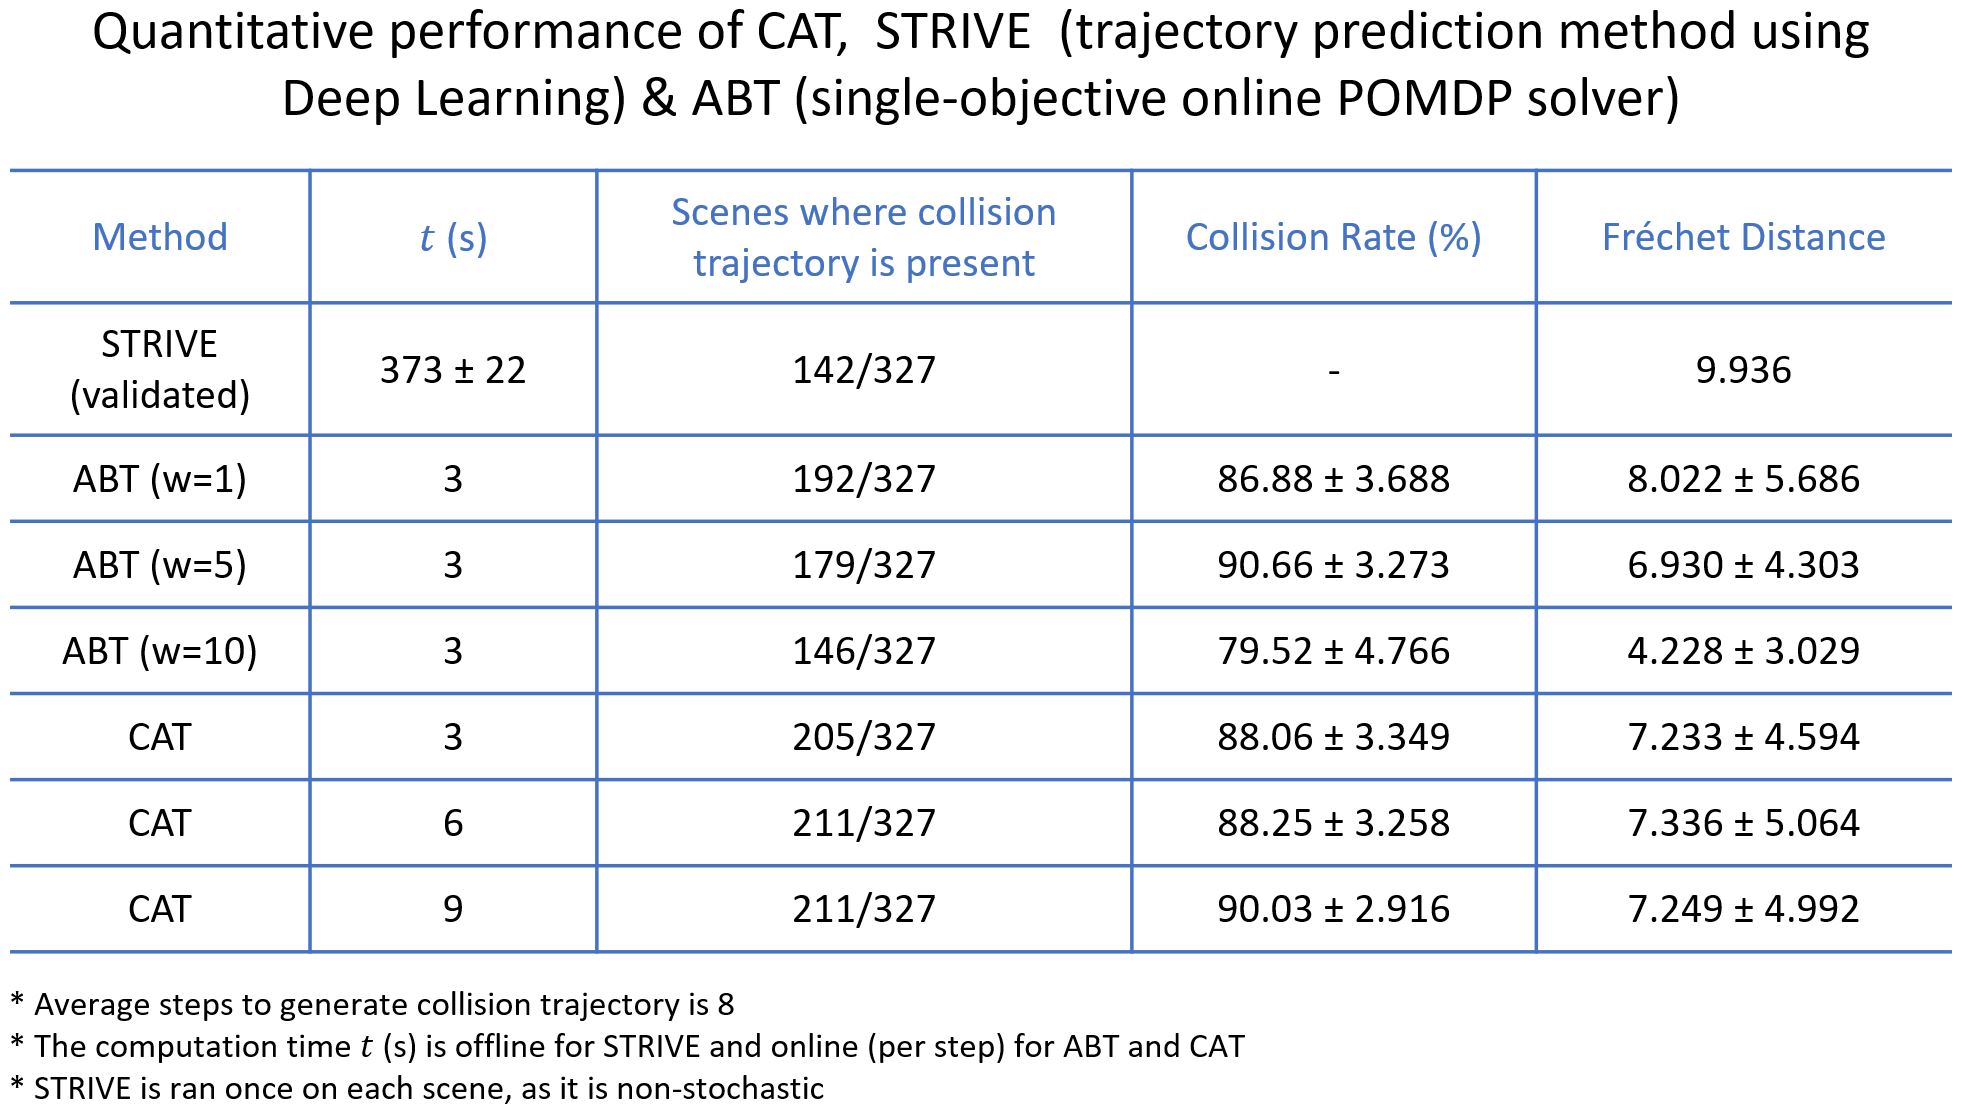 Quantitative performance of CAT,  STRIVE  (trajectory prediction method using
Deep Learning) & ABT (single-objective online POMDP solver)
Method
t (s)
Scenes where collision
trajectory is present
Collision Rate (%)
Fréchet Distance
STRIVE
(validated)
373 ± 22
142/327
-
9.936
ABT (w=1)
3
192/327
86.88 ± 3.688
8.022 ± 5.686
ABT (w=5)
3
179/327
90.66 ± 3.273
6.930 ± 4.303
ABT (w=10)
3
146/327
79.52 ± 4.766
4.228 ± 3.029
CAT
3
205/327
88.06 ± 3.349
7.233 ± 4.594
CAT
6
211/327
88.25 ± 3.258
7.336 ± 5.064
CAT
9
211/327
90.03 ± 2.916
7.249 ± 4.992
* Average steps to generate collision trajectory is 8
* The computation time t (s) is offline for STRIVE and online (per step) for ABT and CAT
* STRIVE is ran once on each scene, as it is non-stochastic